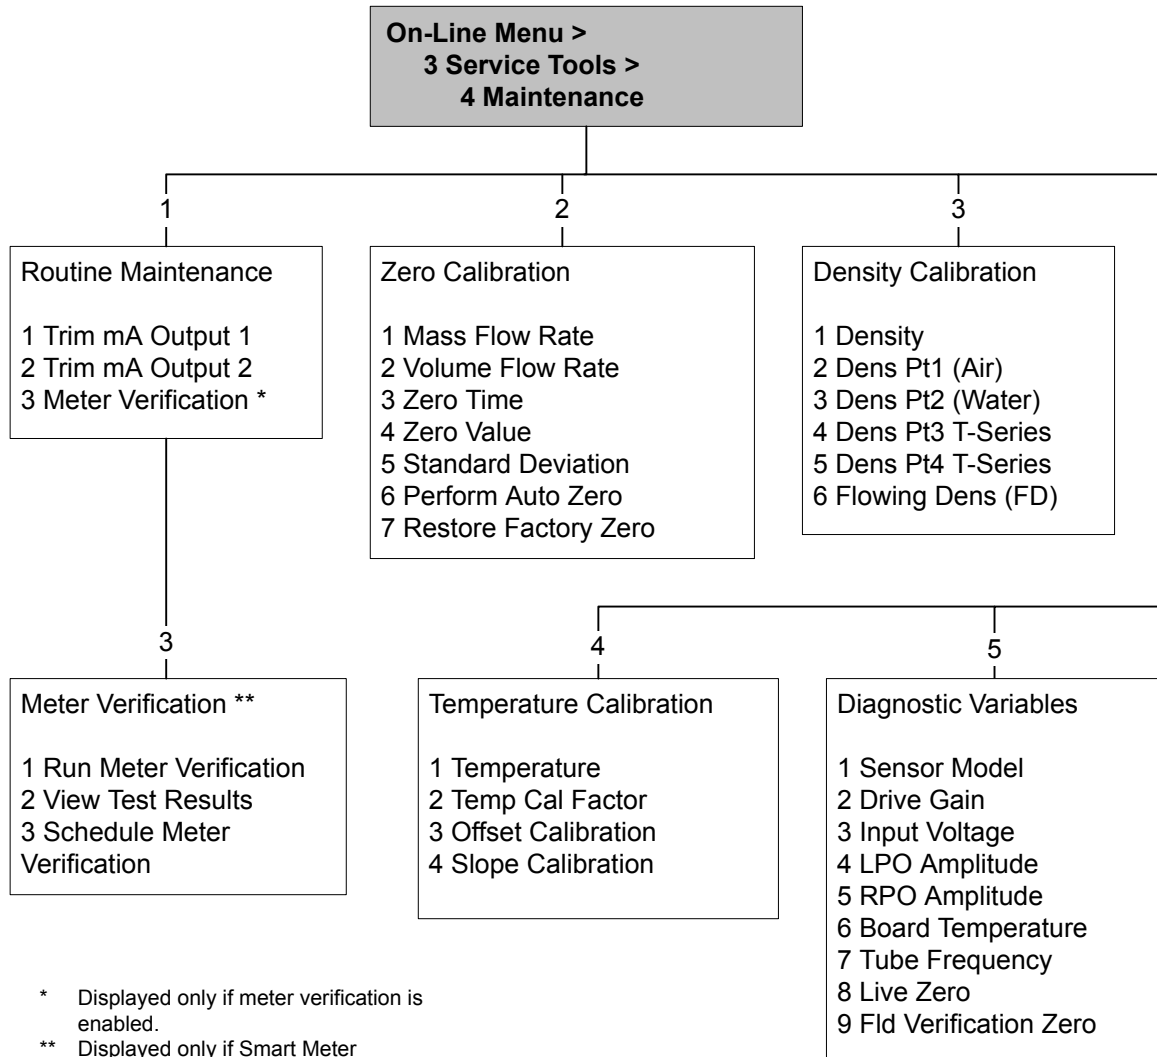 On-Line Menu >
3 Service Tools >
4 Maintenance
1
2
3
Routine Maintenance
1 Trim mA Output 1
2 Trim mA Output 2
3 Meter Verification *
Zero Calibration
1 Mass Flow Rate
2 Volume Flow Rate
3 Zero Time
4 Zero Value
5 Standard Deviation
6 Perform Auto Zero
7 Restore Factory Zero
Density Calibration
1 Density
2 Dens Pt1 (Air)
3 Dens Pt2 (Water)
4 Dens Pt3 T-Series
5 Dens Pt4 T-Series
6 Flowing Dens (FD)
3
4
5
Meter Verification **
1 Run Meter Verification
2 View Test Results
3 Schedule Meter
Verification
Temperature Calibration
1 Temperature
2 Temp Cal Factor
3 Offset Calibration
4 Slope Calibration
Diagnostic Variables
1 Sensor Model
2 Drive Gain
3 Input Voltage
4 LPO Amplitude
5 RPO Amplitude
6 Board Temperature
7 Tube Frequency
8 Live Zero
9 Fld Verification Zero
* Displayed only if meter verification is
enabled.
** Displayed only if Smart Meter